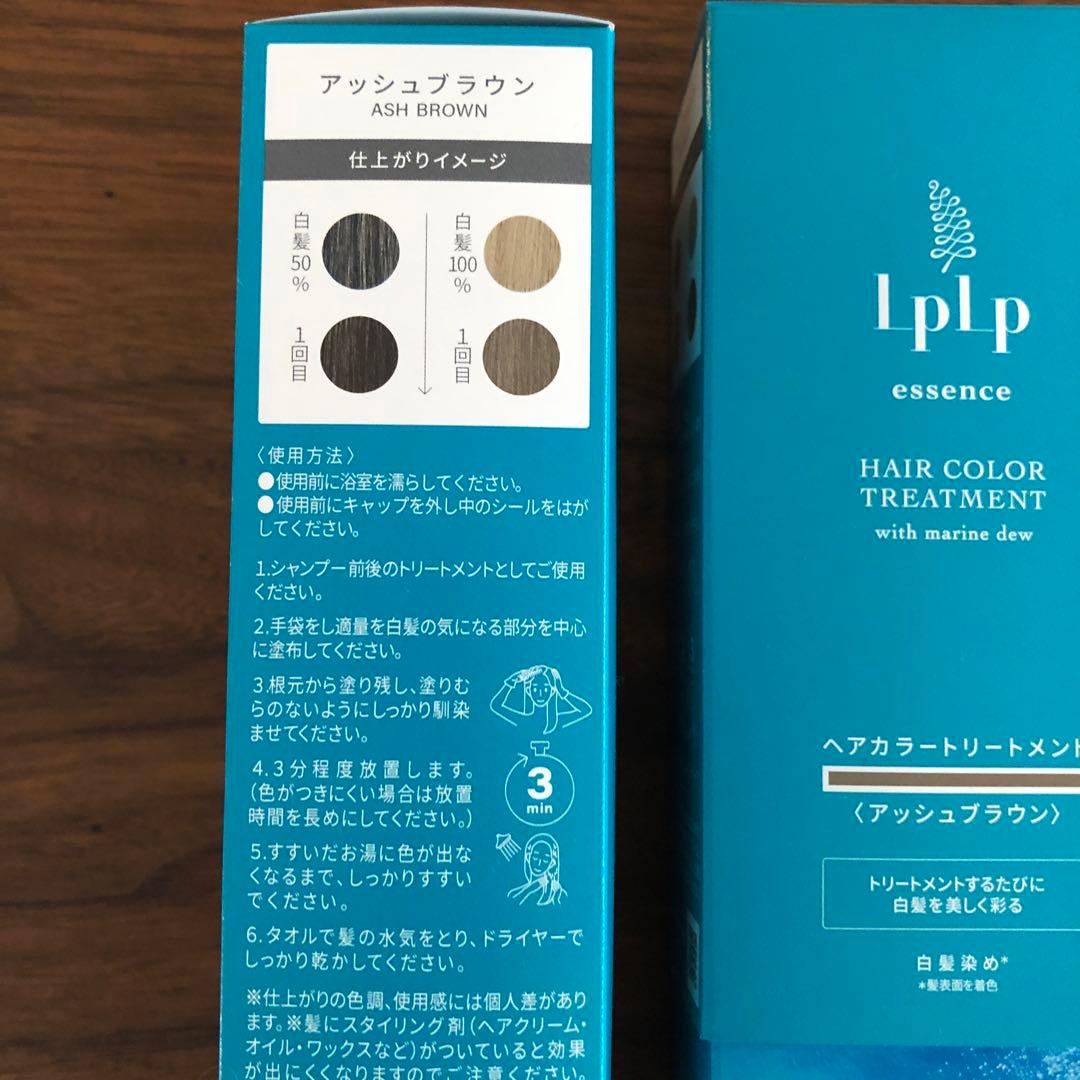 アッシュブラウン
ASH BROWN
仕上がりイメージ
白髪50%
白髪100%
1回目
1回目
〈使用方法〉
●使用前に浴室を濡らしてください。
●使用前にキャップを外し中のシールをはが
してください。
1.シャンプー前後のトリートメントとしてご使用
ください。
2.手袋をし適量を白髪の気になる部分を中心
に塗布してください。
3.根元から塗り残し、塗りむ
らのないようにしっかり馴染
ませてください。
4.3分程度放置します。
(色がつきにくい場合は放置
時間を長めにしてください。)
3
min
5.すすいだお湯に色が出な
くなるまで、しっかりすすい
でください。
6.タオルで髪の水気をとり、ドライヤーで
しっかり乾かしてください。
※仕上がりの色調、使用感には個人差があり
ます。※髪にスタイリング剤(ヘアクリーム・
オイル・ワックスなど)がついていると効果
が出にくくなりますのでご注意ください。
LpLp
essence
HAIR COLOR
TREATMENT
with marine dew
ヘアカラートリートメント
〈アッシュブラウン〉
トリートメントするたびに
白髪を美しく彩る
白髪染め*
*髪表面を着色